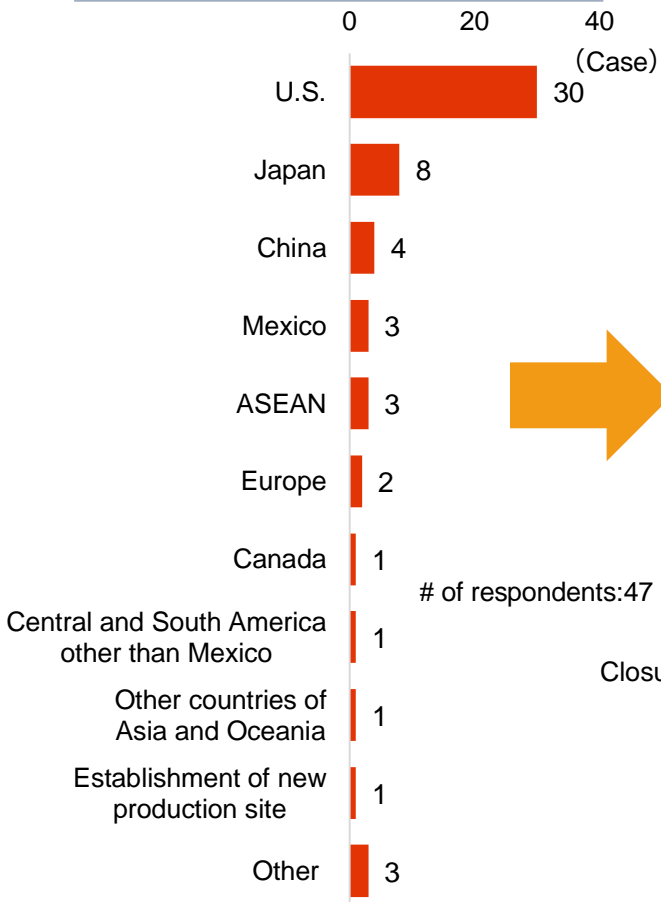 0 20 40
（Case）
U.S. 30
Japan 8
China 4
Mexico 3
ASEAN 3
Europe 2
Canada 1
# of respondents:47
Central and South America
other than Mexico 1
Closu
Other countries of
Asia and Oceania 1
Establishment of new
production site 1
Other 3